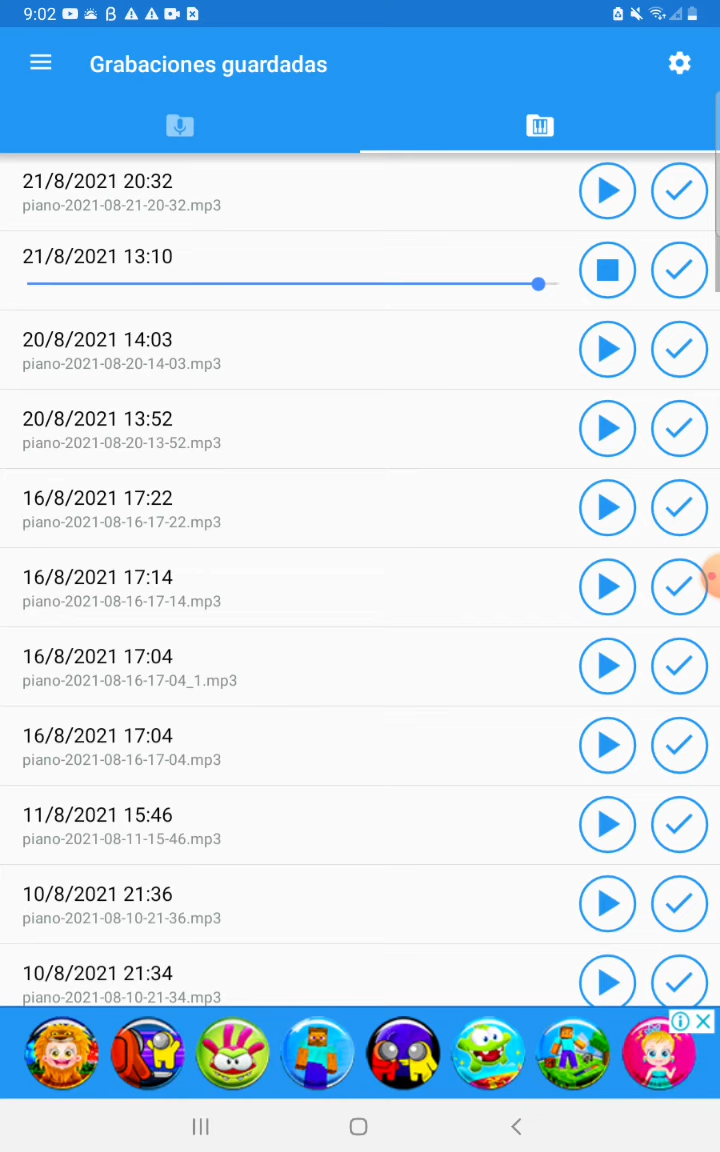 9:02
Grabaciones guardadas
21/8/2021 20:32
piano-2021-08-21-20-32.mp3
21/8/2021 13:10
20/8/2021 14:03
piano-2021-08-20-14-03.mp3
20/8/2021 13:52
piano-2021-08-20-13-52.mp3
16/8/2021 17:22
piano-2021-08-16-17-22.mp3
16/8/2021 17:14
piano-2021-08-16-17-14.mp3
16/8/2021 17:04
piano-2021-08-16-17-04_1.mp3
16/8/2021 17:04
piano-2021-08-16-17-04.mp3
11/8/2021 15:46
piano-2021-08-11-15-46.mp3
10/8/2021 21:36
piano-2021-08-10-21-36.mp3
10/8/2021 21:34
piano-2021-08-10-21-34.mp3